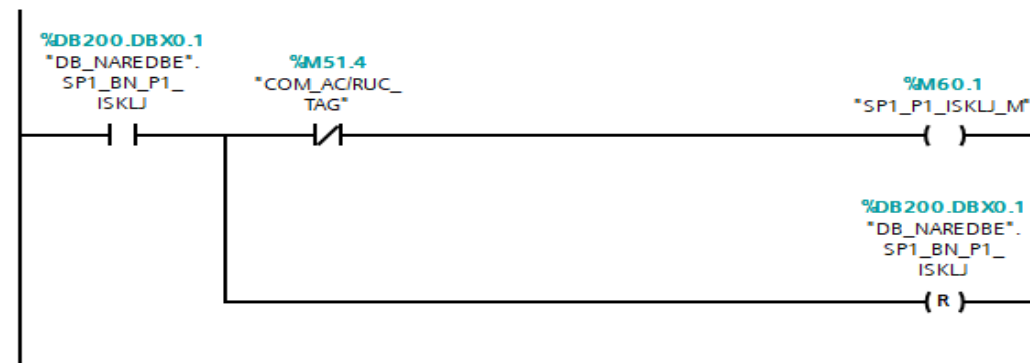 %DB200.DBX0.1
"DB_NAREDBE".
SP1_BN_P1_
ISKLJ
%M51.4
"COM_AC/RUC_
TAG"
%M60.1
"SP1_P1_ISKLJ_M"
%DB200.DBX0.1
"DB_NAREDBE".
SP1_BN_P1_
ISKLJ
R